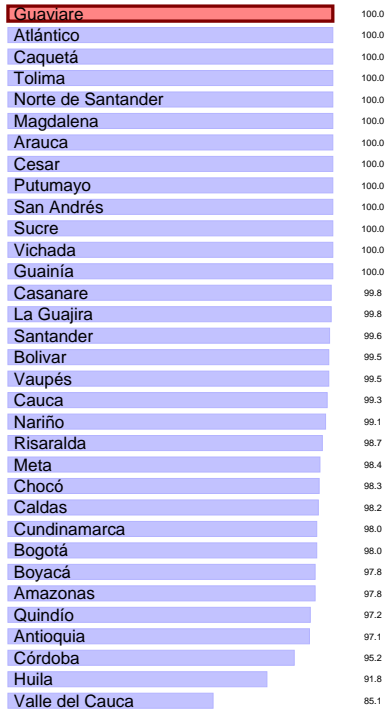 Guaviare 100.0
Atlántico 100.0
Caquetá 100.0
Tolima 100.0
Norte de Santander 100.0
Magdalena 100.0
Arauca 100.0
Cesar 100.0
Putumayo 100.0
San Andrés 100.0
Sucre 100.0
Vichada 100.0
Guainía 100.0
Casanare 99.8
La Guajira 99.8
Santander 99.6
Bolivar 99.5
Vaupés 99.5
Cauca 99.3
Nariño 99.1
Risaralda 98.7
Meta 98.4
Chocó 98.3
Caldas 98.2
Cundinamarca 98.0
Bogotá 98.0
Boyacá 97.8
Amazonas 97.8
Quindío 97.2
Antioquia 97.1
Córdoba 95.2
Huila 91.8
Valle del Cauca 85.1